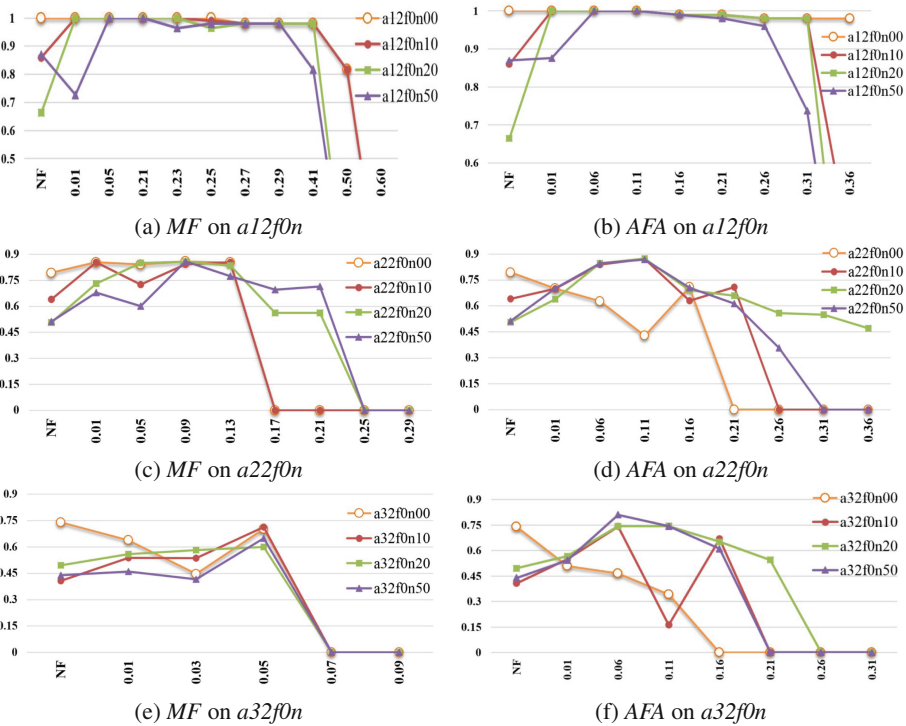 1
0.9
0.8
0.7
0.6
0.5
NF
0.01
0.05
0.21
0.23
0.25
0.27
0.29
0.41
0.50
0.60
a12f0n00
a12f0n10
a12f0n20
a12f0n50
(a) MF on a12f0n
1
0.9
0.8
0.7
0.6
NF
0.01
0.06
0.11
0.16
0.21
0.26
0.31
0.36
a12f0n00
a12f0n10
a12f0n20
a12f0n50
(b) AFA on a12f0n
0.9
0.75
0.6
0.45
0.3
0.15
0
NF
0.01
0.05
0.09
0.13
0.17
0.21
0.25
0.29
a22f0n00
a22f0n10
a22f0n20
a22f0n50
(c) MF on a22f0n
0.9
0.75
0.6
0.45
0.3
0.15
0
NF
0.01
0.06
0.11
0.16
0.21
0.26
0.31
0.36
a22f0n00
a22f0n10
a22f0n20
a22f0n50
(d) AFA on a22f0n
0.9
0.75
0.6
0.45
0.3
0.15
0
NF
0.01
0.03
0.05
0.07
0.09
a32f0n00
a32f0n10
a32f0n20
a32f0n50
(e) MF on a32f0n
0.9
0.75
0.6
0.45
0.3
0.15
0
NF
0.01
0.06
0.11
0.16
0.21
0.26
0.31
a32f0n00
a32f0n10
a32f0n20
a32f0n50
(f) AFA on a32f0n